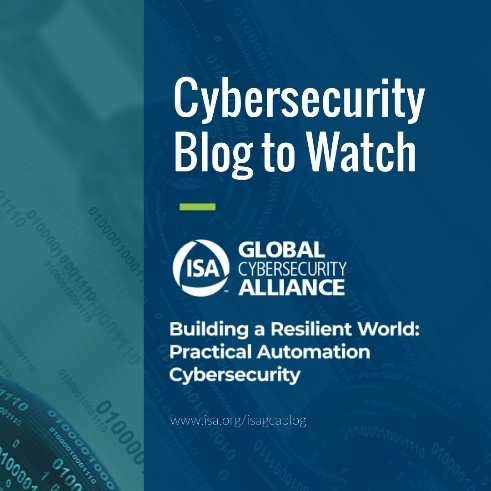 Cybersecurity
Blog to Watch
ISA
GLOBAL
CYBERSECURITY
ALLIANCE
Building a Resilient World:
Practical Automation
Cybersecurity
www.isa.org/isagcablog